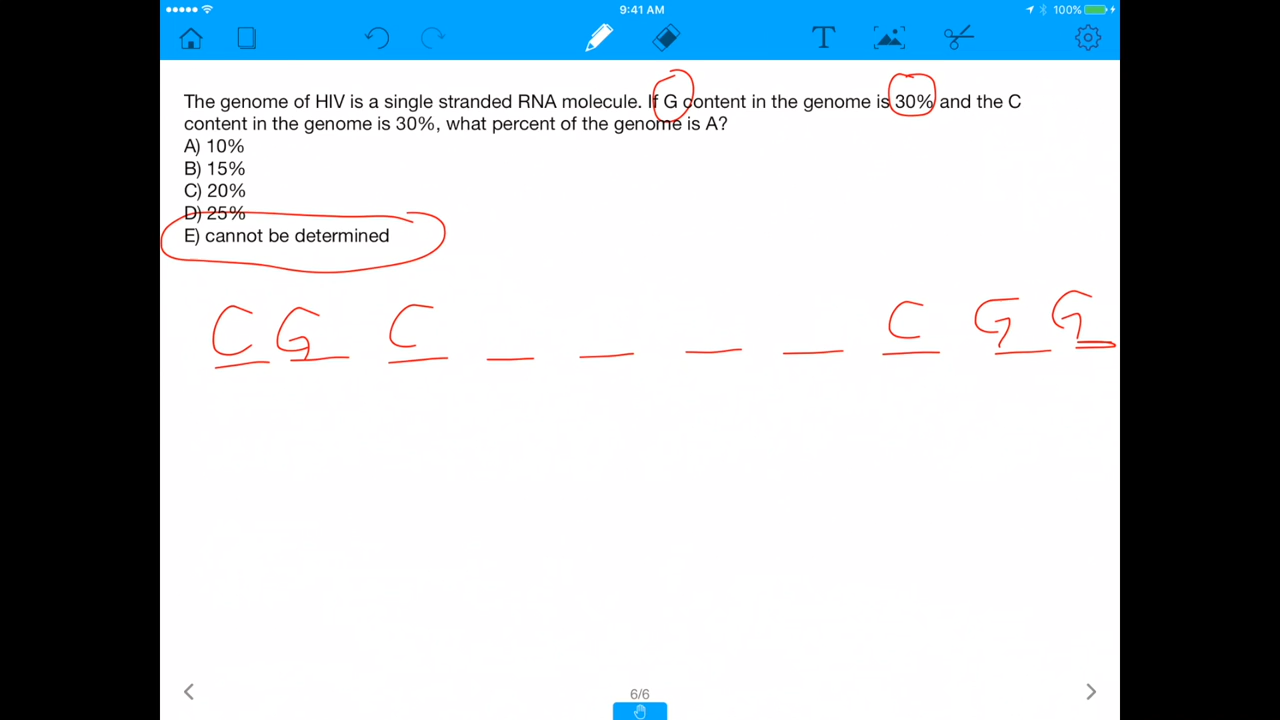 9:41 AM
100%
T
The genome of HIV is a single stranded RNA molecule. If G content in the genome is 30% and the C
content in the genome is 30%, what percent of the genome is A?
A) 10%
B) 15%
C) 20%
D) 25%
E) cannot be determined
C G C C G G
6/6